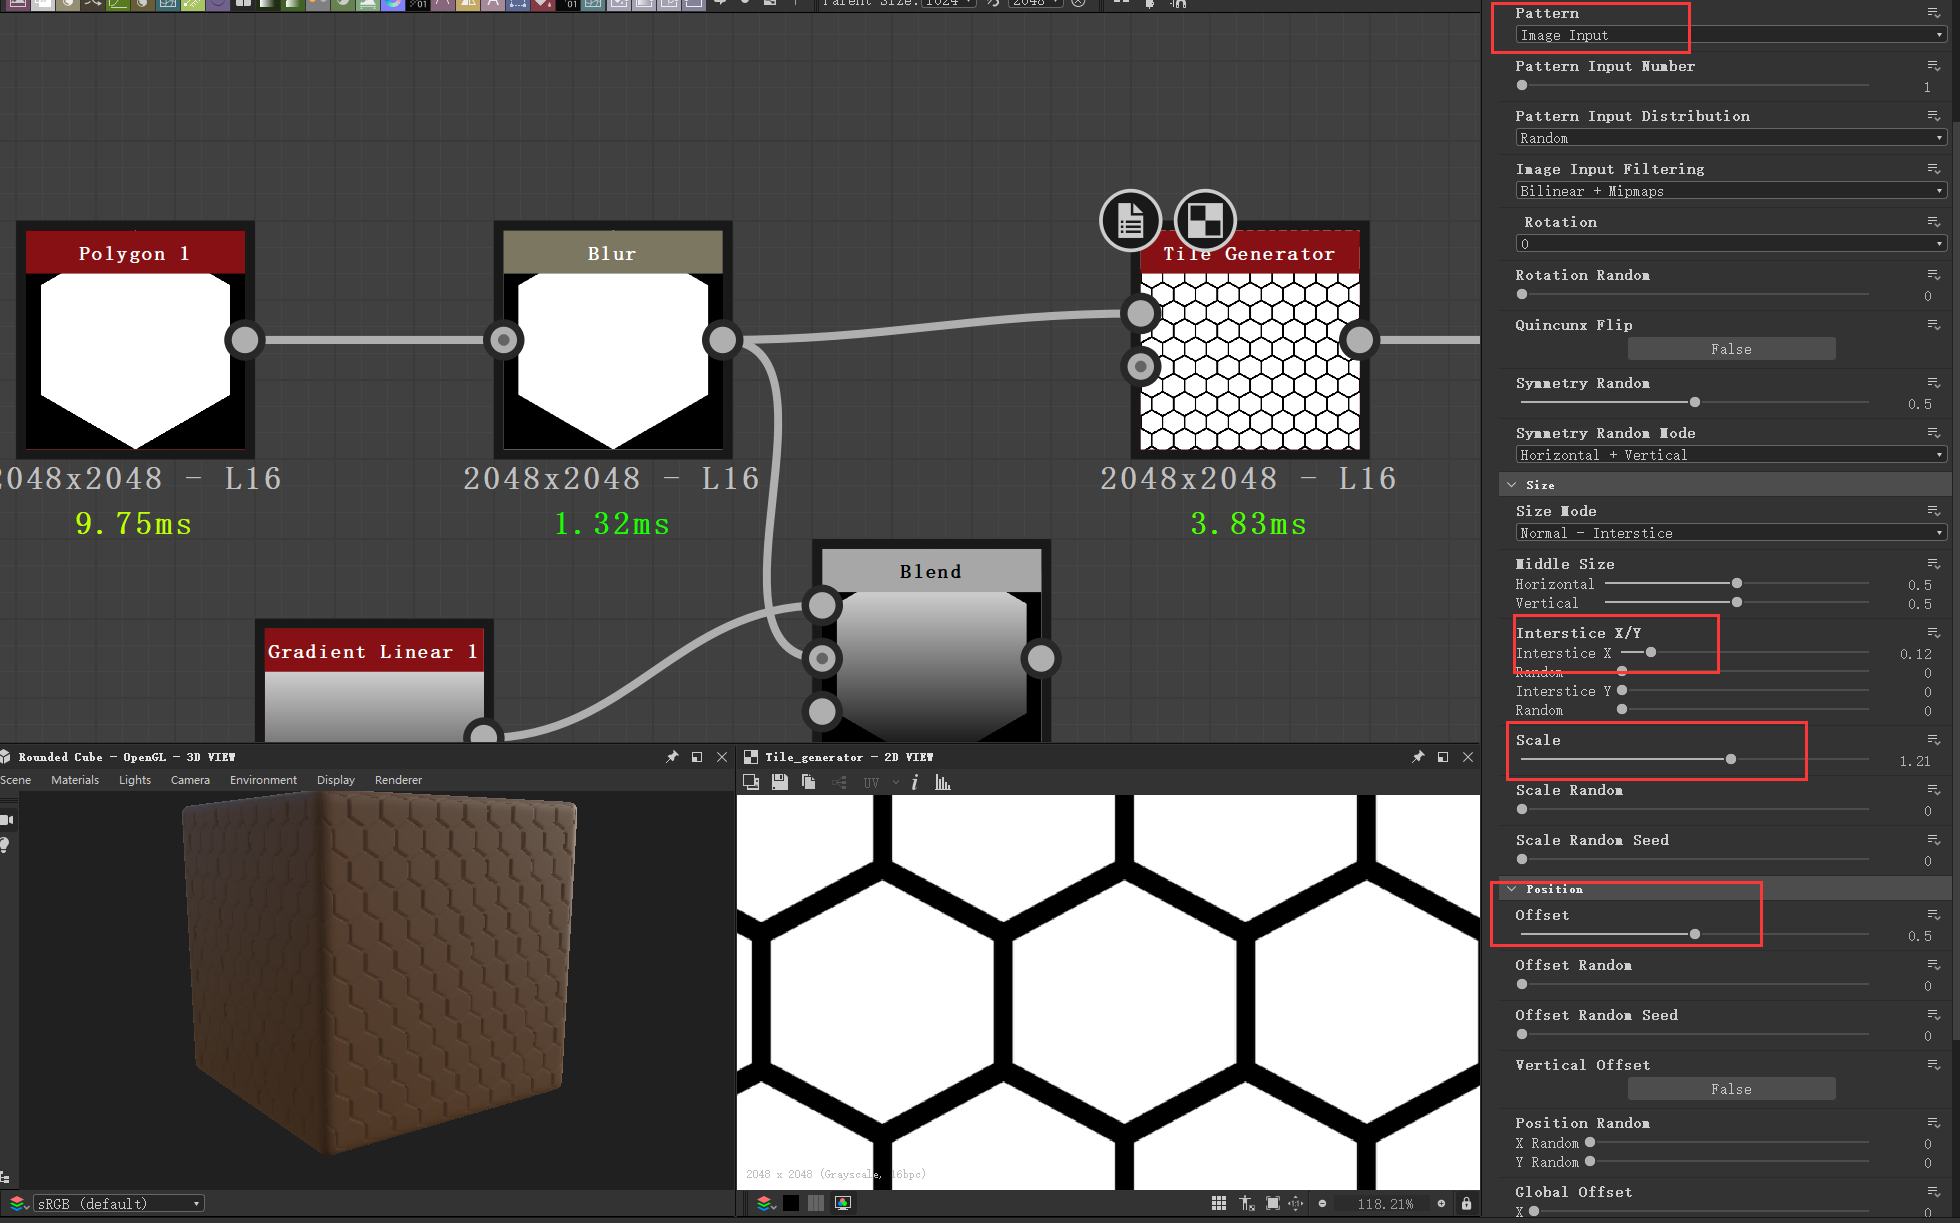 Parent Size: 1024
2048
Pattern
Image Input
Pattern Input Number
1
Pattern Input Distribution
Random
Image Input Filtering
Bilinear + Mipmaps
Rotation
0
Rotation Random
0
Quincunx Flip
False
Symmetry Random
0.5
Symmetry Random Mode
Horizontal + Vertical
Size
Size Mode
Normal - Interstice
Middle Size
Horizontal 0.5
Vertical 0.5
Interstice X/Y
Interstice X 0.12
Random 0
Interstice Y 0
Random 0
Scale
1.21
Scale Random
0
Scale Random Seed
0
Position
Offset
0.5
Offset Random
0
Offset Random Seed
0
Vertical Offset
False
Position Random
X Random 0
Y Random 0
Global Offset
X 0
Polygon 1
2048x2048 - L16
9.75ms
Blur
2048x2048 - L16
1.32ms
Tile Generator
2048x2048 - L16
3.83ms
Blend
Gradient Linear 1
Rounded Cube - OpenGL - 3D VIEW
Scene Materials Lights Camera Environment Display Renderer
sRGB (default)
Tile_generator - 2D VIEW
UV
2048 x 2048 (Grayscale, 16bpc)
118.21%